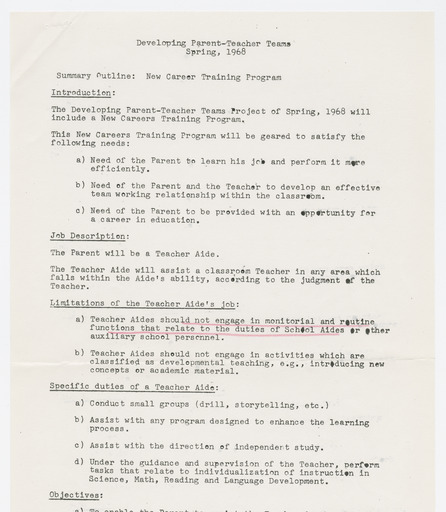 Developing Parent-Teacher Teams
Spring, 1968
Summary Outline: New Career Training Program
Introduction:
The Developing Parent-Teacher Teams Project of Spring, 1968 will
include a New Careers Training Program.
This New Careers Training Program will be geared to satisfy the
following needs:
a) Need of the Parent to learn his job and perform it more
efficiently.
b) Need of the Parent and the Teacher to develop an effective
team working relationship within the classroom.
c) Need of the Parent to be provided with an opportunity for
a career in education.
Job Description:
The Parent will be a Teacher Aide.
The Teacher Aide will assist a classroom Teacher in any area which
falls within the Aide's ability, according to the judgment of the
Teacher.
Limitations of the Teacher Aide's job:
a) Teacher Aides should not engage in monitorial and routine
functions that relate to the duties of School Aides or other
auxiliary school personnel.
b) Teacher Aides should not engage in activities which are
classified as developmental teaching, e.g., introducing new
concepts or academic material.
Specific duties of a Teacher Aide:
a) Conduct small groups (drill, storytelling, etc.)
b) Assist with any program designed to enhance the learning
process.
c) Assist with the direction of independent study.
d) Under the guidance and supervision of the Teacher, perform
tasks that relate to individualization of instruction in
Science, Math, Reading and Language Development.
Objectives: